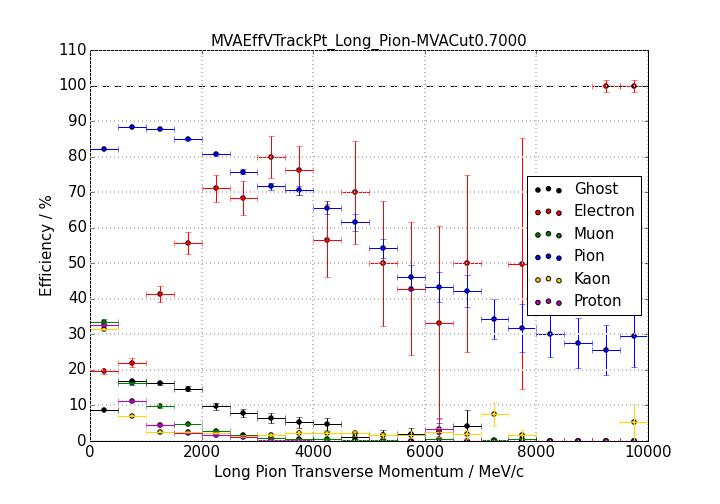 MVAEffVTrackPt_Long_Pion-MVACut0.7000
Efficiency / %
110
100
90
80
70
60
50
40
30
20
10
0
Ghost
Electron
Muon
Pion
Kaon
Proton
0 2000 4000 6000 8000 10000
Long Pion Transverse Momentum / MeV/c